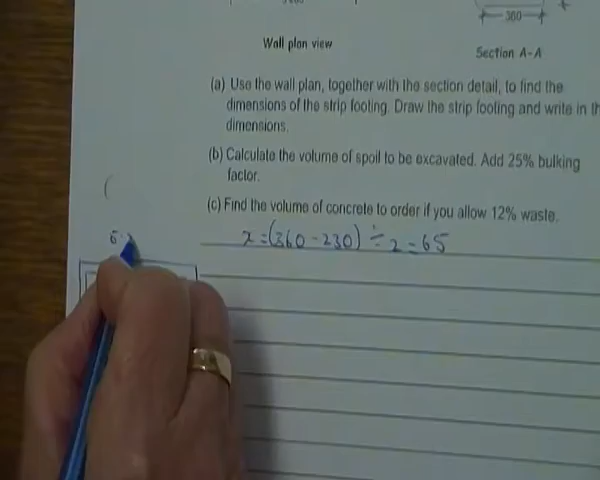 360
Wall plan view
Section A-A
(a) Use the wall plan, together with the section detail, to find the
dimensions of the strip footing. Draw the strip footing and write in
dimensions.
(b) Calculate the volume of spoil to be excavated. Add 25% bulking
factor.
(c) Find the volume of concrete to order if you allow 12% waste.
x = (360 - 230) ÷ 2 = 65